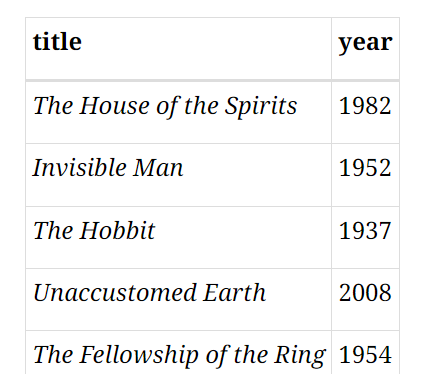 title year
The House of the Spirits 1982
Invisible Man 1952
The Hobbit 1937
Unaccustomed Earth 2008
The Fellowship of the Ring 1954